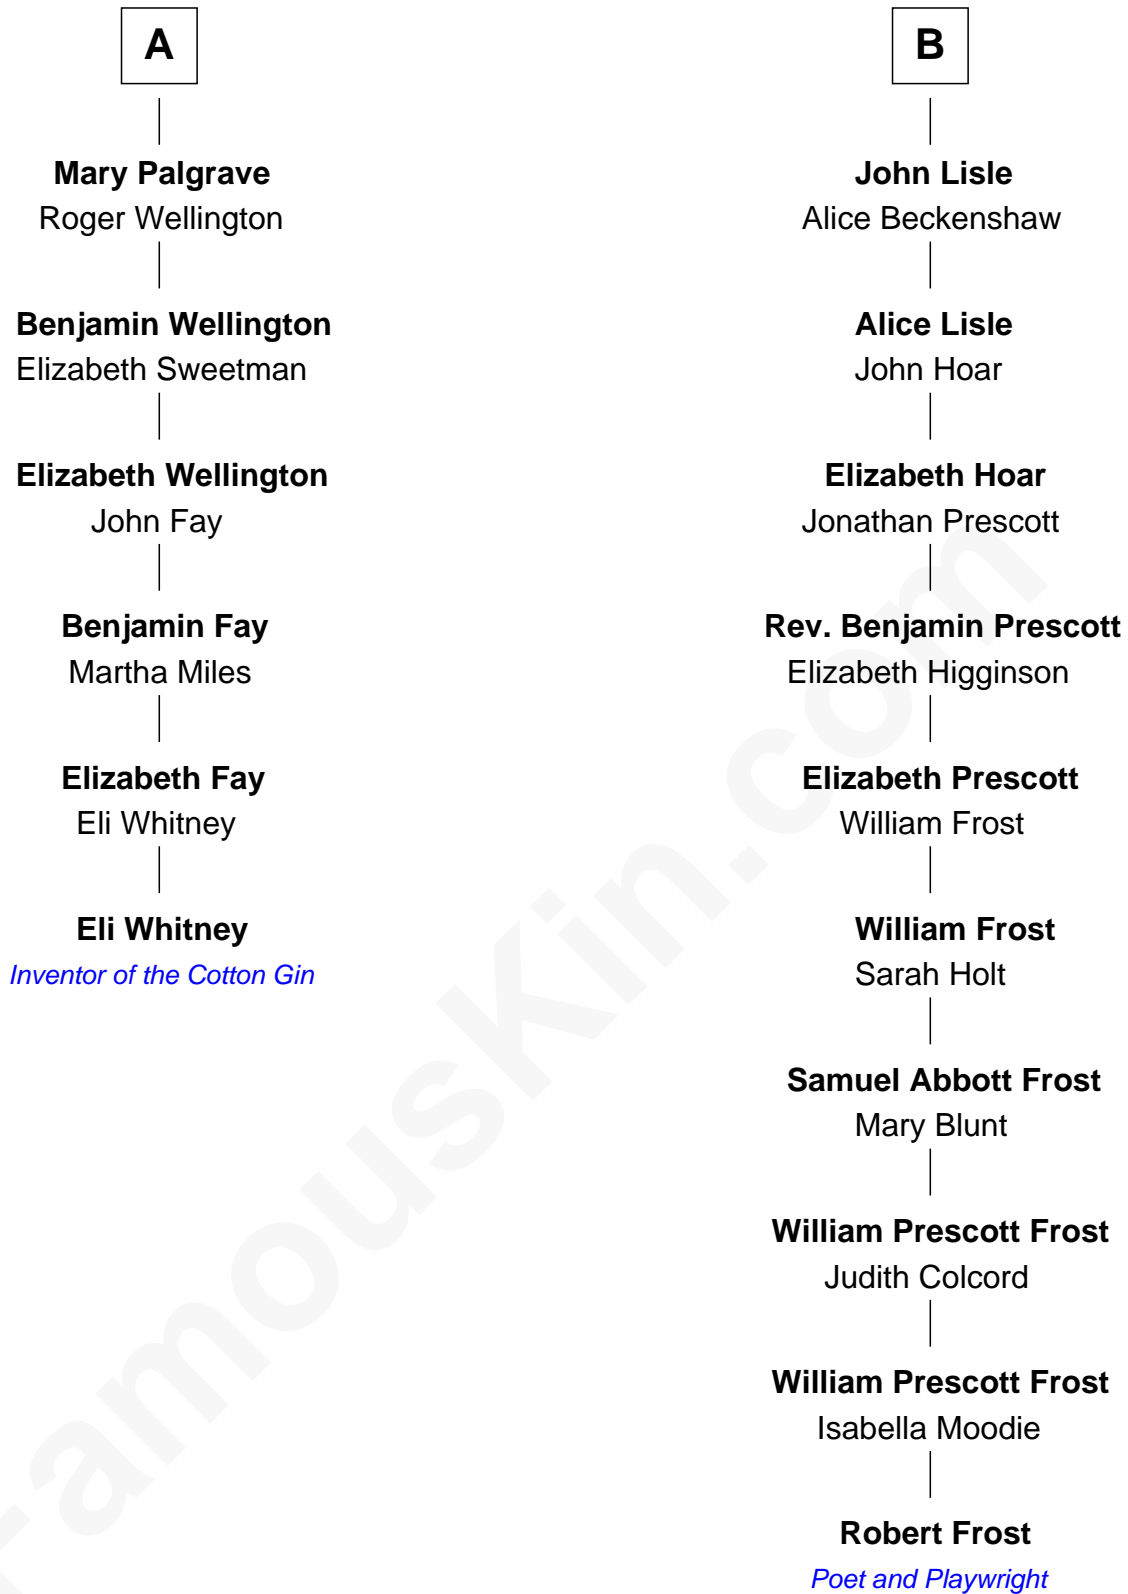 A
Mary Palgrave
Roger Wellington
Benjamin Wellington
Elizabeth Sweetman
Elizabeth Wellington
John Fay
Benjamin Fay
Martha Miles
Elizabeth Fay
Eli Whitney
Eli Whitney
Inventor of the Cotton Gin
B
John Lisle
Alice Beckenshaw
Alice Lisle
John Hoar
Elizabeth Hoar
Jonathan Prescott
Rev. Benjamin Prescott
Elizabeth Higginson
Elizabeth Prescott
William Frost
William Frost
Sarah Holt
Samuel Abbott Frost
Mary Blunt
William Prescott Frost
Judith Colcord
William Prescott Frost
Isabella Moodie
Robert Frost
Poet and Playwright
FamousKin.com